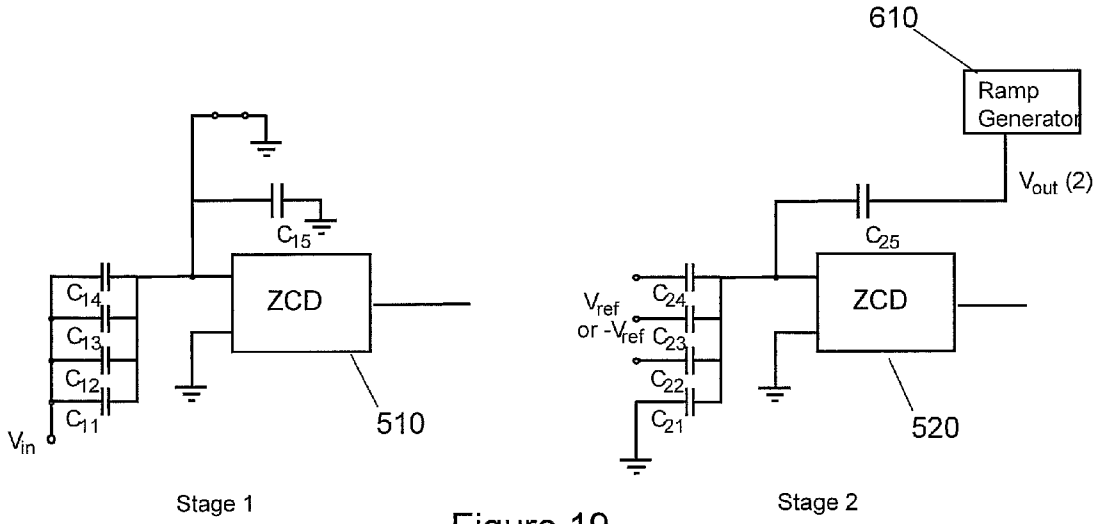 610
Ramp
Generator
Vout (2)
C15
C25
C14
C13
C12
C11
Vin
ZCD
510
Vref
or -Vref
C24
C23
C22
C21
ZCD
520
Stage 1
Stage 2
Figure 19